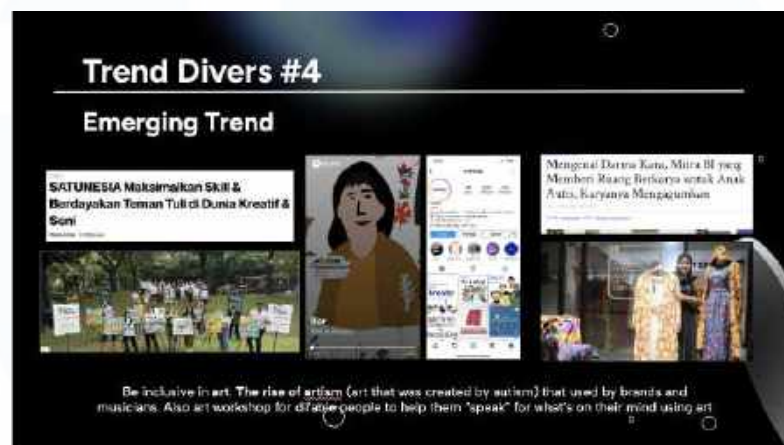 Trend Divers #4
Emerging Trend
SATUNESIA Maksimalkan Skill &
Berdayakan Teman Tuli di Dunia Kreatif &
Seni
Mengenal Darma Kara, Mitra BI yang
Memberi Ruang Berkarya untuk Anak
Autis, Karyanya Mengagumkan
Be inclusive in art. The rise of artism (art that was created by autism) that used by brands and
musicians. Also art workshop for difable people to help them "speak" for what's on their mind using art